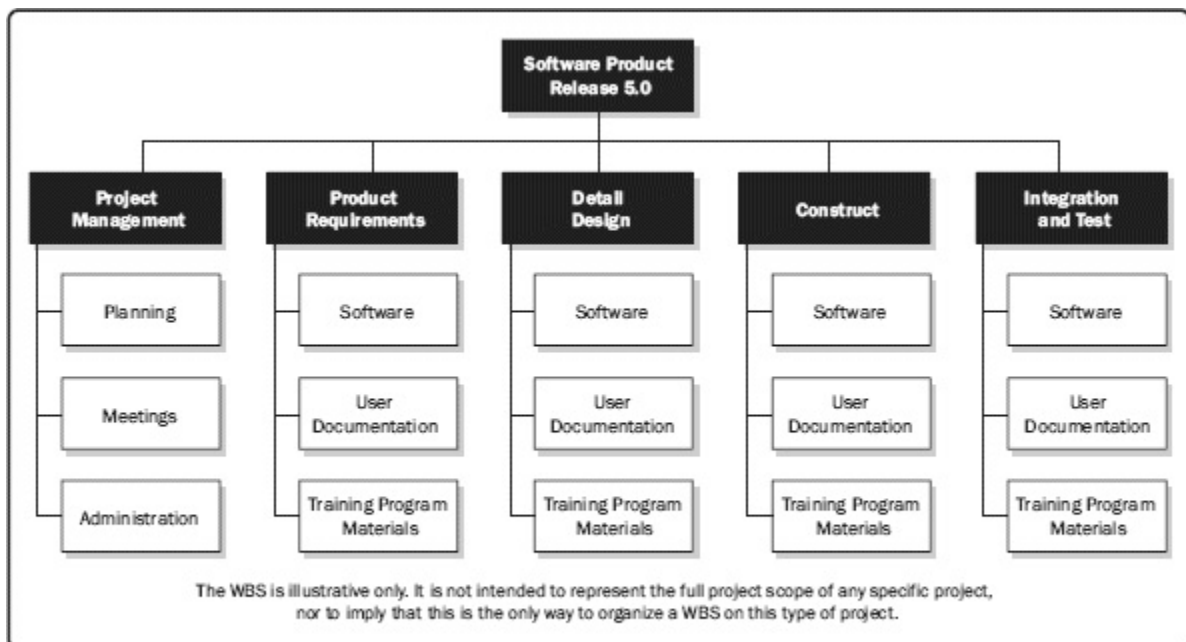 Software Product
Release 5.0
Project
Management
Product
Requirements
Detail
Design
Construct
Integration
and Test
Planning
Software
Software
Software
Software
Meetings
User
Documentation
User
Documentation
User
Documentation
User
Documentation
Administration
Training Program
Materials
Training Program
Materials
Training Program
Materials
Training Program
Materials
The WBS is illustrative only. It is not intended to represent the full project scope of any specific project,
nor to imply that this is the only way to organize a WBS on this type of project.